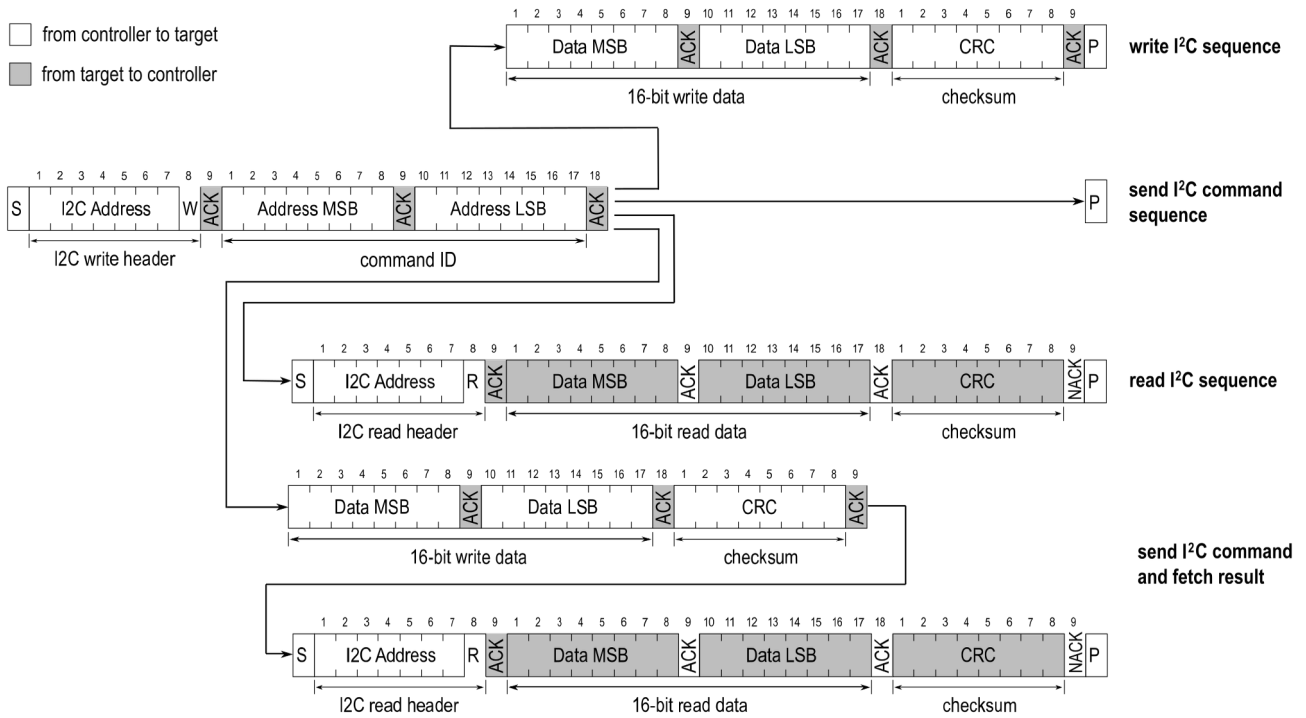 from controller to target
from target to controller
1 2 3 4 5 6 7 8 9 10 11 12 13 14 15 16 17 18 1 2 3 4 5 6 7 8 9
Data MSB ACK Data LSB ACK CRC ACK P
write I²C sequence
16-bit write data checksum
1 2 3 4 5 6 7 8 9 1 2 3 4 5 6 7 8 9 10 11 12 13 14 15 16 17 18
S I2C Address W ACK Address MSB ACK Address LSB ACK P
send I²C command
sequence
I2C write header command ID
1 2 3 4 5 6 7 8 9 1 2 3 4 5 6 7 8 9 10 11 12 13 14 15 16 17 18 1 2 3 4 5 6 7 8 9
S I2C Address R ACK Data MSB ACK Data LSB ACK CRC NACK P
read I²C sequence
I2C read header 16-bit read data checksum
1 2 3 4 5 6 7 8 9 10 11 12 13 14 15 16 17 18 1 2 3 4 5 6 7 8 9
Data MSB ACK Data LSB ACK CRC ACK
16-bit write data checksum
send I²C command
and fetch result
1 2 3 4 5 6 7 8 9 1 2 3 4 5 6 7 8 9 10 11 12 13 14 15 16 17 18 1 2 3 4 5 6 7 8 9
S I2C Address R ACK Data MSB ACK Data LSB ACK CRC NACK P
I2C read header 16-bit read data checksum